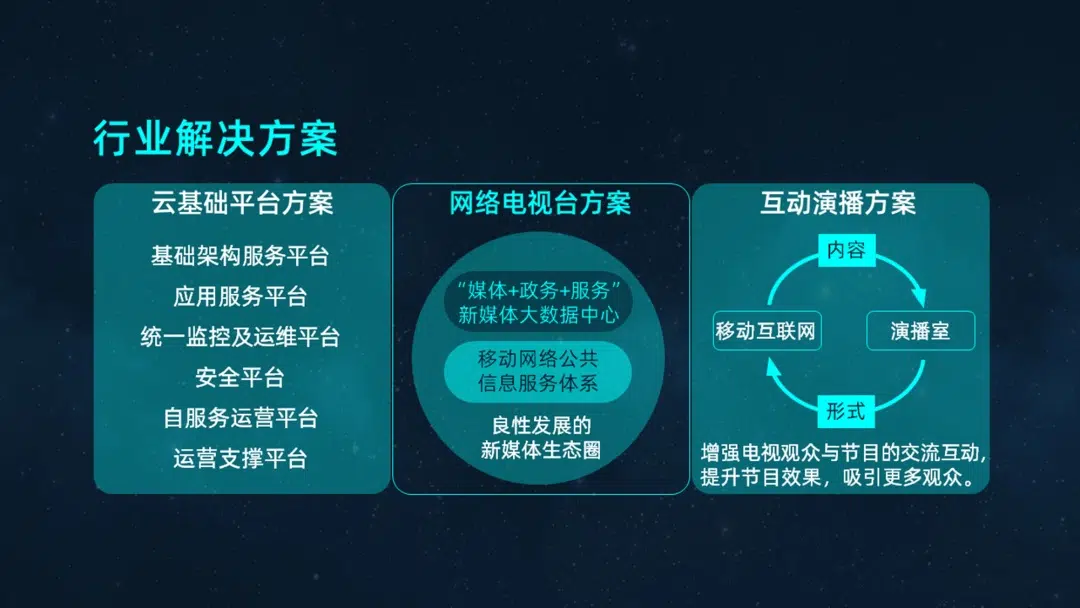 行业解决方案
云基础平台方案
基础架构服务平台
应用服务平台
统一监控及运维平台
安全平台
自服务运营平台
运营支撑平台
网络电视台方案
“媒体+政务+服务”
新媒体大数据中心
移动网络公共
信息服务体系
良性发展的
新媒体生态圈
互动演播方案
内容
移动互联网
演播室
形式
增强电视观众与节目的交流互动,
提升节目效果，吸引更多观众。